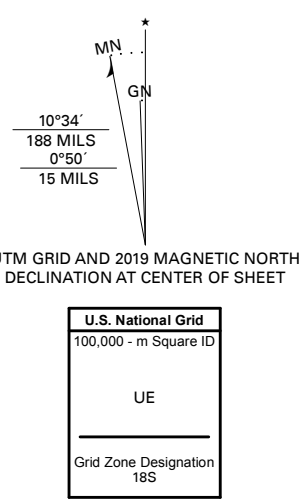 ★
MN
GN
10°34´
188 MILS
0°50´
15 MILS
UTM GRID AND 2019 MAGNETIC NORTH
DECLINATION AT CENTER OF SHEET
U.S. National Grid
100,000 - m Square ID
UE
Grid Zone Designation
18S